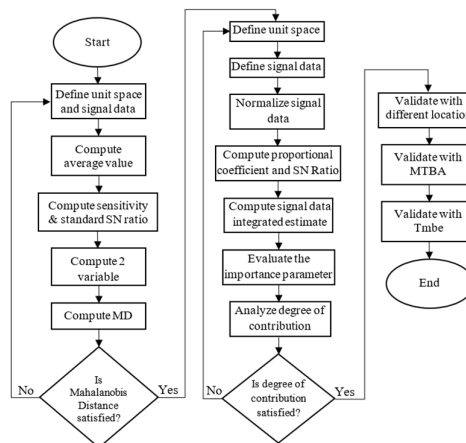 Start
Define unit space
and signal data
Compute
average value
Compute sensitivity
& standard SN ratio
Compute 2
variable
Compute MD
Is
Mahalanobis
Distance
satisfied?
No
Yes
Define unit space
Define signal data
Normalize signal
data
Compute proportional
coefficient and SN Ratio
Compute signal data
integrated estimate
Evaluate the
importance parameter
Analyze degree of
contribution
Is degree of
contribution
satisfied?
No
Yes
Validate with
different location
Validate with
MTBA
Validate with
Tmbe
End